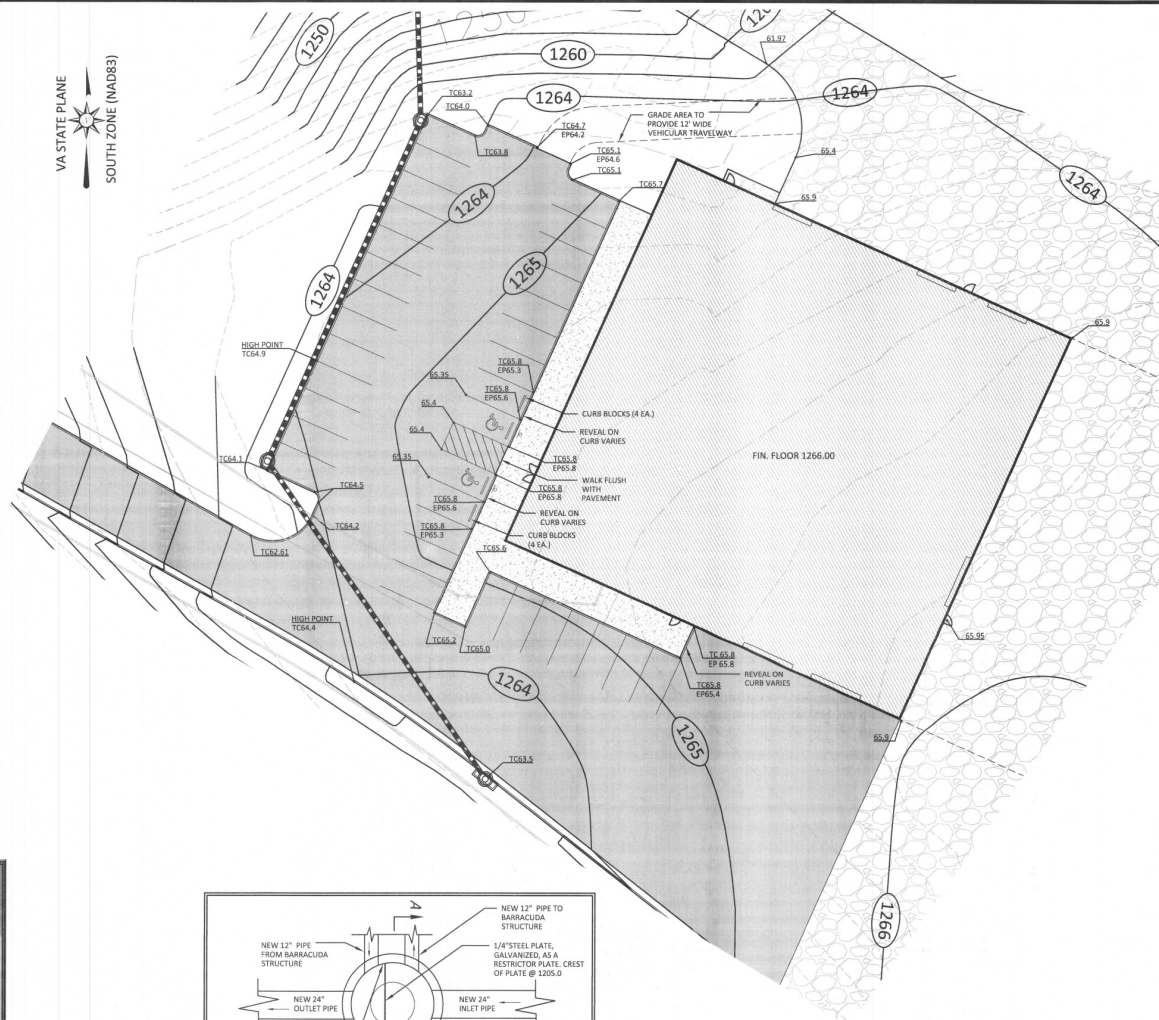 VA STATE PLANE
SOUTH ZONE (NAD83)
1250
1250
1260
1264
1264
1264
61.97
TC63.2
TC64.0
TC63.8
TC64.7
EP64.2
TC65.1
EP64.6
TC65.1
TC65.7
GRADE AREA TO
PROVIDE 12' WIDE
VEHICULAR TRAVELWAY
65.4
65.9
65.9
1264
1264
1265
HIGH POINT
TC64.9
65.35
65.4
65.4
65.35
TC65.8
EP65.3
TC65.8
EP65.6
CURB BLOCKS (4 EA.)
REVEAL ON
CURB VARIES
TC65.8
EP65.8
WALK FLUSH
WITH
PAVEMENT
TC65.8
EP65.8
TC65.8
EP65.6
REVEAL ON
CURB VARIES
TC65.8
EP65.3
CURB BLOCKS
(4 EA.)
FIN. FLOOR 1266.00
TC64.1
TC64.5
TC64.2
TC62.61
TC65.6
HIGH POINT
TC64.4
TC65.2
TC65.0
TC 65.8
EP 65.8
REVEAL ON
CURB VARIES
TC65.8
EP65.4
65.95
65.9
1264
1265
1266
TC63.5
A
NEW 12" PIPE TO
BARRACUDA
STRUCTURE
NEW 12" PIPE
FROM BARRACUDA
STRUCTURE
1/4"STEEL PLATE,
GALVANIZED, AS A
RESTRICTOR PLATE. CREST
OF PLATE @ 1205.0
NEW 24"
OUTLET PIPE
NEW 24"
INLET PIPE